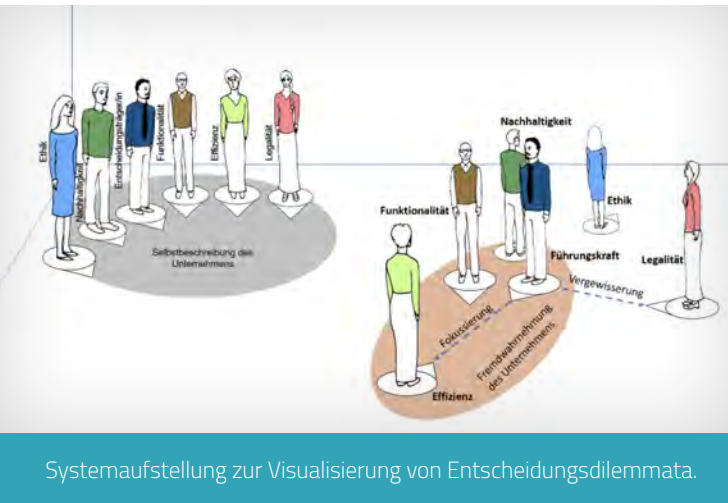 Ethik
Nachhaltigkeit
Entscheidungsträger/in
Funktionalität
Effizienz
Legalität
Selbstbeschreibung des
Unternehmens
Nachhaltigkeit
Funktionalität
Ethik
Führungskraft
Legalität
Vergewisserung
Fokussierung
Fremdwahrnehmung
des Unternehmens
Effizienz
Systemaufstellung zur Visualisierung von Entscheidungsdilemmata.